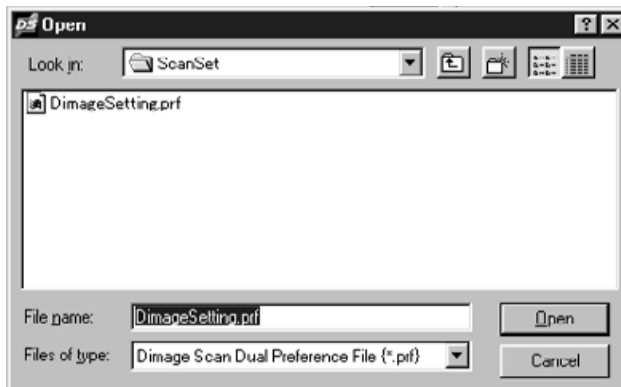 DS Open
Look in: ScanSet
DimageSetting.prf
File name: DimageSetting.prf Open
Files of type: Dimage Scan Dual Preference File {*.prf} Cancel